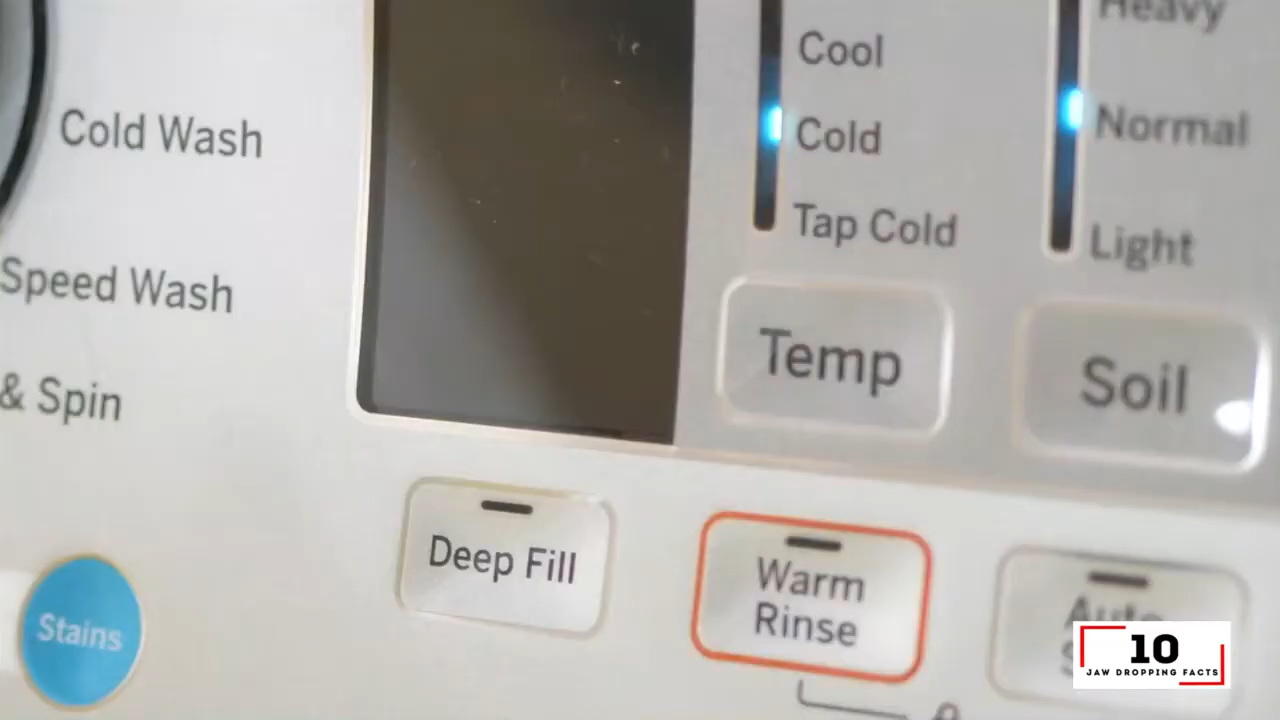 Heavy
Cool
Cold Wash
Cold
Normal
Tap Cold
Light
Speed Wash
Temp
Soil
& Spin
Deep Fill
Warm
Rinse
Auto
Stains
10
JAW DROPPING FACTS